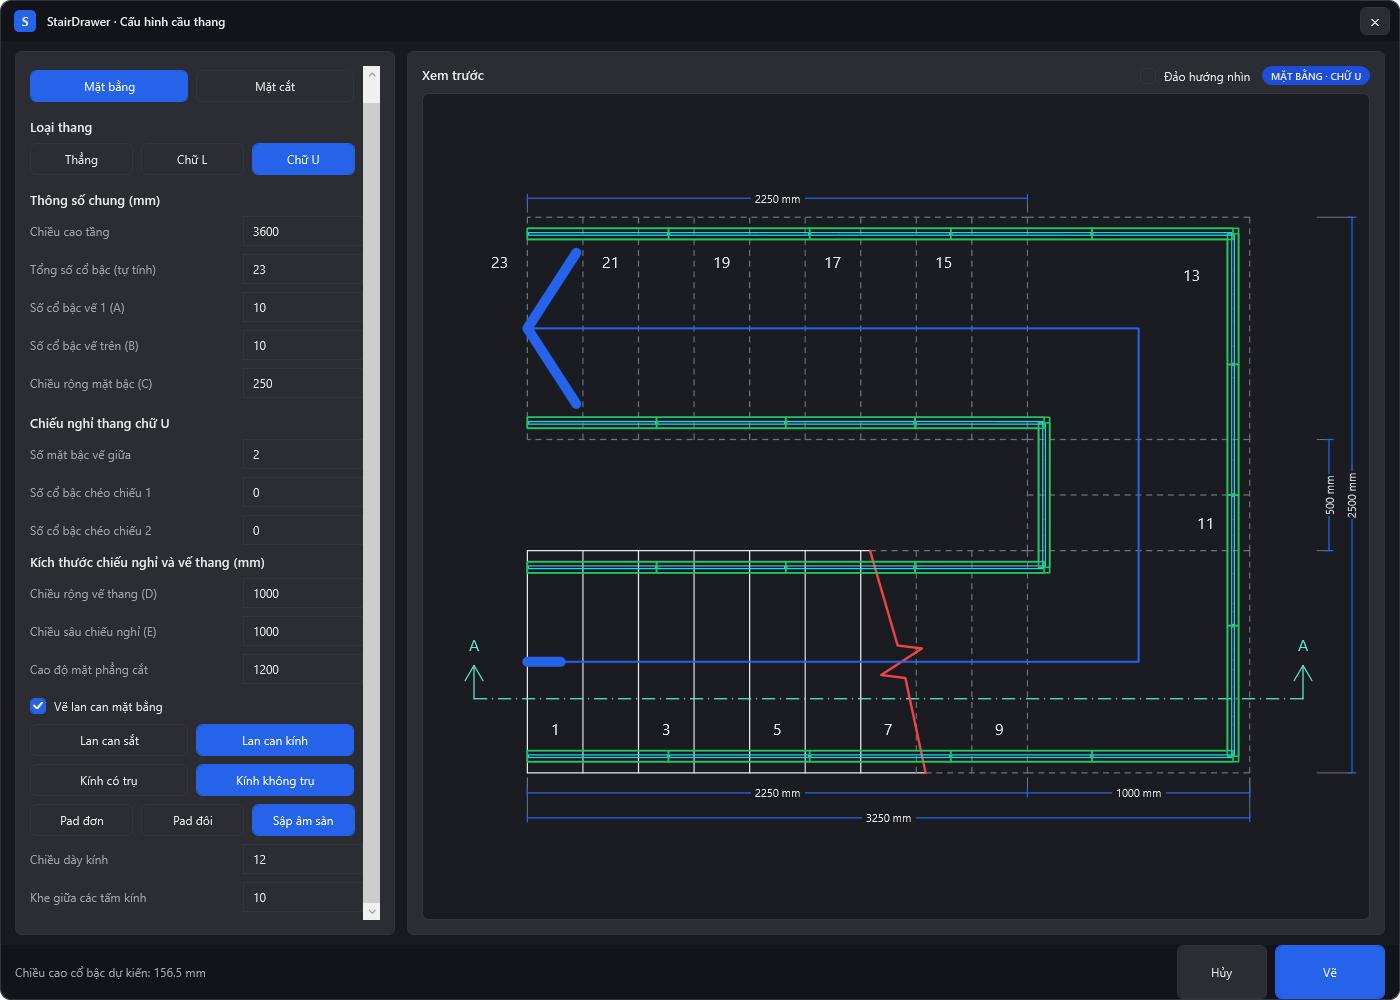 S StairDrawer · Cấu hình cầu thang
Mặt bằng Mặt cắt
Loại thang
Thẳng Chữ L Chữ U
Thông số chung (mm)
Chiều cao tầng 3600
Tổng số cổ bậc (tự tính) 23
Số cổ bậc vế 1 (A) 10
Số cổ bậc vế trên (B) 10
Chiều rộng mặt bậc (C) 250
Chiếu nghỉ thang chữ U
Số mặt bậc vế giữa 2
Số cổ bậc chéo chiếu 1 0
Số cổ bậc chéo chiếu 2 0
Kích thước chiếu nghỉ và vế thang (mm)
Chiều rộng vế thang (D) 1000
Chiều sâu chiếu nghỉ (E) 1000
Cao độ mặt phẳng cắt 1200
Vẽ lan can mặt bằng
Lan can sắt Lan can kính
Kính có trụ Kính không trụ
Pad đơn Pad đôi Sập âm sàn
Chiều dày kính 12
Khe giữa các tấm kính 10
Xem trước
Đảo hướng nhìn MẶT BẰNG · CHỮ U
2250 mm
23 21 19 17 15 13
11
500 mm
2500 mm
A A
1 3 5 7 9
2250 mm 1000 mm
3250 mm
Chiều cao cổ bậc dự kiến: 156.5 mm
Hủy Vẽ